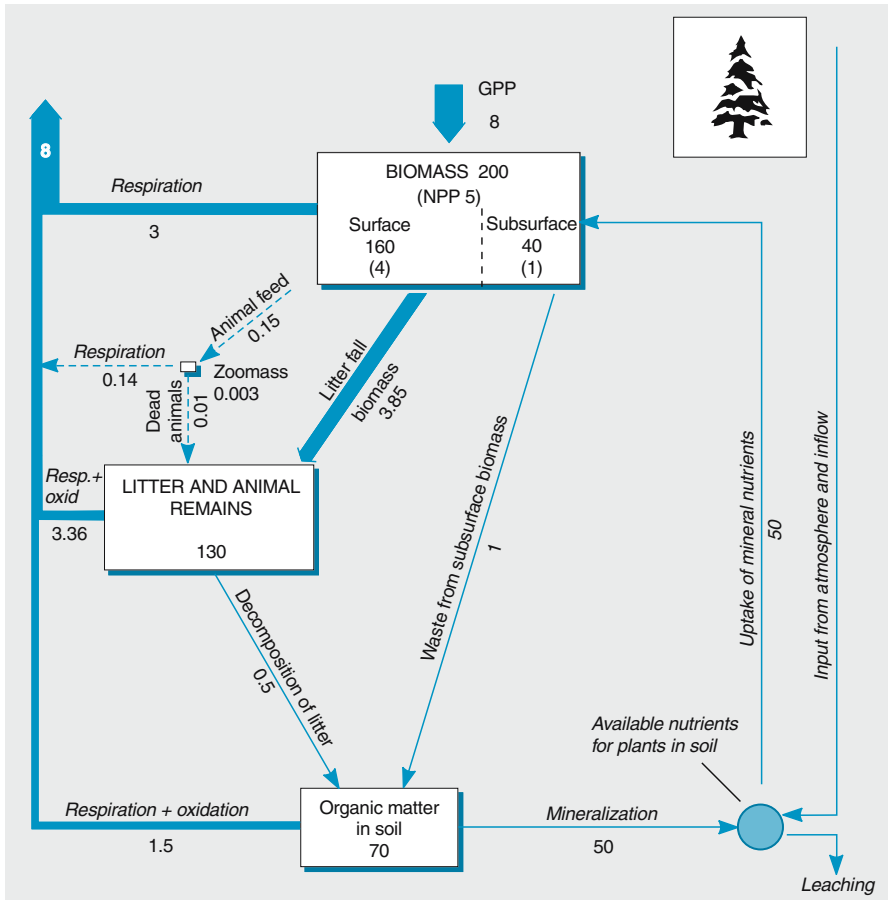 GPP
8
8
BIOMASS 200
(NPP 5)
Surface
160
(4)
Subsurface
40
(1)
Respiration
3
Animal feed
0.15
Respiration
0.14
Zoomass
0.003
Dead
animals
0.01
Litter fall
biomass
3.85
Resp.+
oxid
3.36
LITTER AND ANIMAL
REMAINS
130
Waste from subsurface biomass
1
Uptake of mineral nutrients
50
Input from atmosphere and inflow
Decomposition of litter
0.5
Available nutrients
for plants in soil
Respiration + oxidation
1.5
Organic matter
in soil
70
Mineralization
50
Leaching